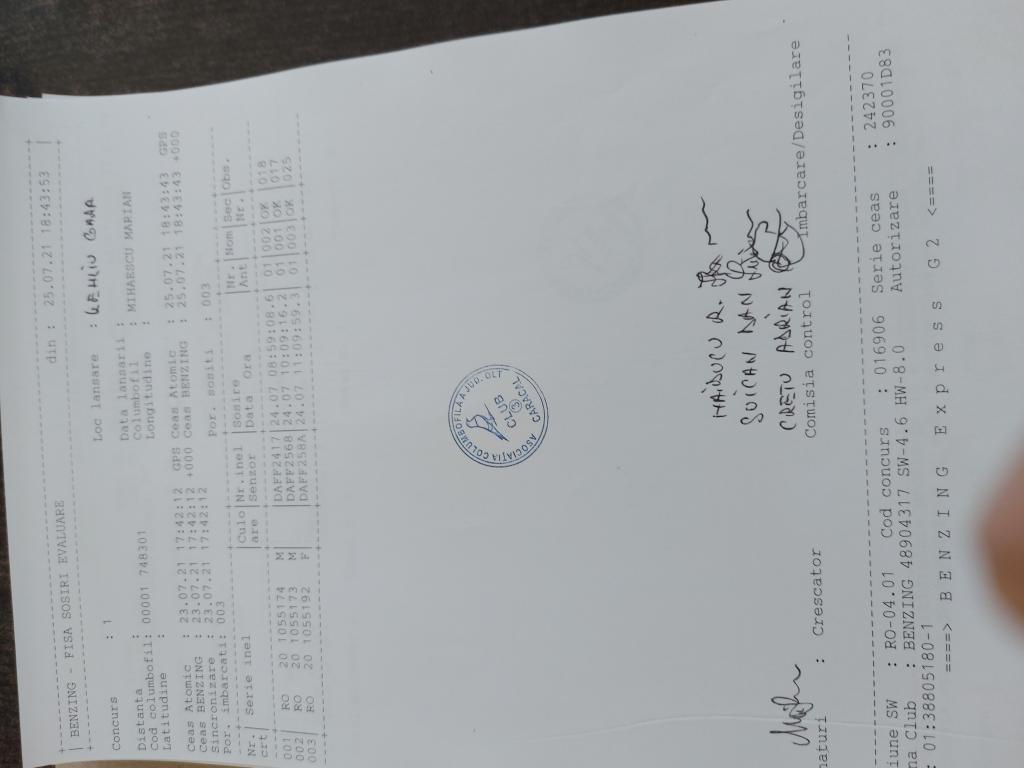 BENZING - FISA SOSIRI EVALUARE din : 25.07.21 18:43:53
Concurs : 1 Loc lansare : LEHLIU GARA
Distanta : Data lansarii :
Cod columbofil: 00001 748301 Columbofil : MIHAESCU MARIAN
Latitudine : Longitudine :
Ceas Atomic : 23.07.21 17:42:12 GPS Ceas Atomic : 25.07.21 18:43:43 GPS
Ceas BENZING : 23.07.21 17:42:12 +000 Ceas BENZING : 25.07.21 18:43:43 +000
Sincronizare : 23.07.21 17:42:12
Por. imbarcati: 003 Por. sositi : 003
Nr.| Serie inel |Culo|Nr.inel |Sosire |Nr. |Nom|Sec|Obs.
crt| |are |Sensor |Data Ora |Ant | |Nr.|
001| RO 20 1055174 M | |DAFF2417|24.07 08:59:08.6| 01|002|OK |018
002| RO 20 1055173 M | |DAFF2568|24.07 10:09:16.2| 01|001|OK |017
003| RO 20 1055192 F | |DAFF258A|24.07 11:09:59.3| 01|003|OK |025
ASOCIATIA COLUMBOFILA A JUD. OLT
CLUB
3
CARACAL
HAIDUCU R.
SUICAN DAN
CRETU ADRIAN
naturi : Crescator Comisia control Imbarcare/Desigilare
iune SW : RO-04.01 Cod concurs : 016906 Serie ceas : 242370
na Club : BENZING 48904317 SW-4.6 HW-8.0 Autorizare : 90001D83
: 01:38805180-1
====> B E N Z I N G E x p r e s s G 2 <====